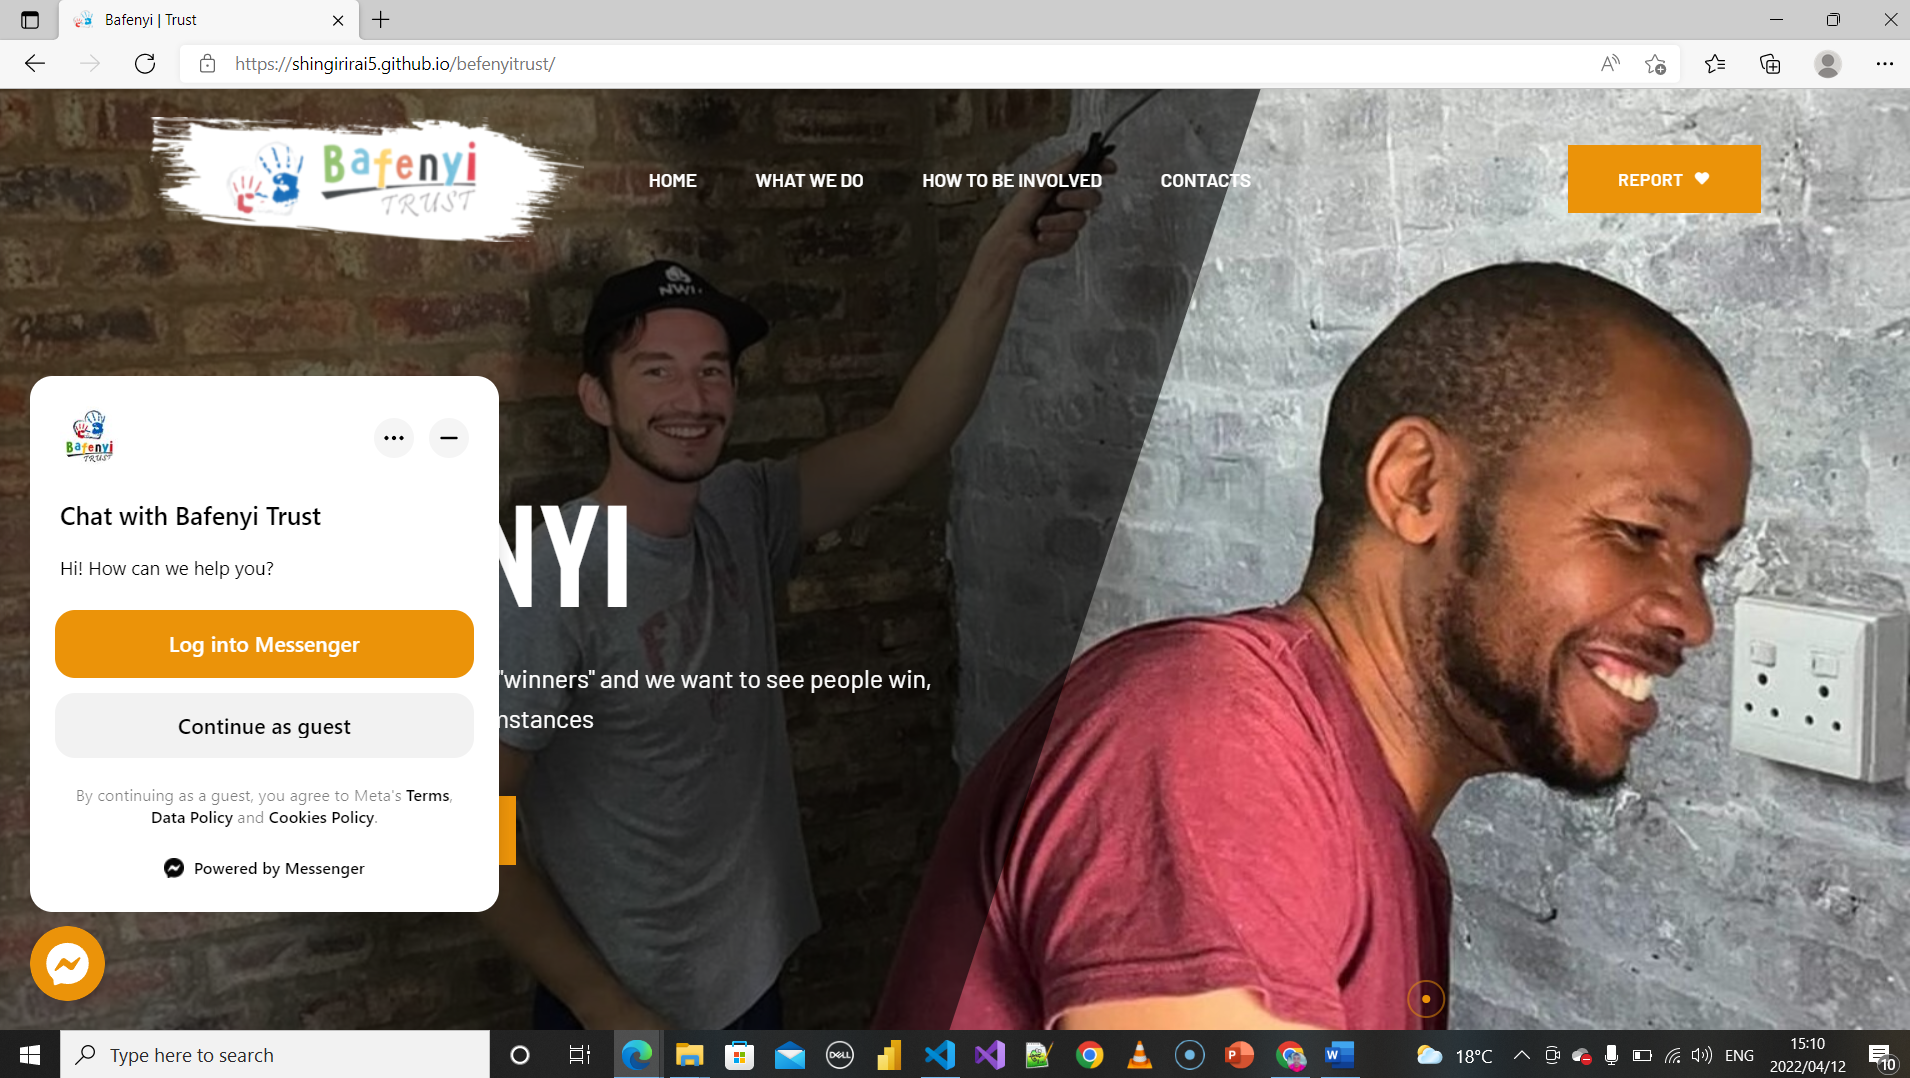 Bafenyi | Trust
https://shingirirai5.github.io/befenyitrust/
Bafenyi
TRUST
HOME
WHAT WE DO
HOW TO BE INVOLVED
CONTACTS
REPORT
Bafenyi
TRUST
Chat with Bafenyi Trust
Hi! How can we help you?
Log into Messenger
Continue as guest
By continuing as a guest, you agree to Meta's Terms,
Data Policy and Cookies Policy.
Powered by Messenger
NYI
"winners" and we want to see people win,
nstances
Type here to search
DELL
18°C
ENG
15:10
2022/04/12
10